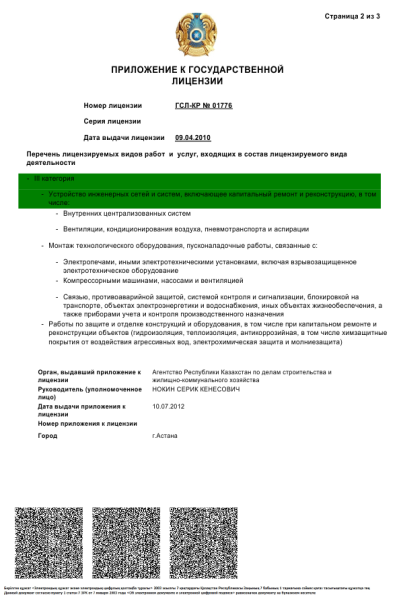 Страница 2 из 3
ПРИЛОЖЕНИЕ К ГОСУДАРСТВЕННОЙ
ЛИЦЕНЗИИ
Номер лицензии ГСЛ-КР № 01776
Серия лицензии
Дата выдачи лицензии 09.04.2010
Перечень лицензируемых видов работ и услуг, входящих в состав лицензируемого вида
деятельности
- III категория
- Устройство инженерных сетей и систем, включающее капитальный ремонт и реконструкцию, в том
числе:
- Внутренних централизованных систем
- Вентиляции, кондиционирования воздуха, пневмотранспорта и аспирации
- Монтаж технологического оборудования, пусконаладочные работы, связанные с:
- Электропечами, иными электротехническими установками, включая взрывозащищенное
электротехническое оборудование
- Компрессорными машинами, насосами и вентиляцией
- Связью, противоаварийной защитой, системой контроля и сигнализации, блокировкой на
транспорте, объектах электроэнергетики и водоснабжения, иных объектах жизнеобеспечения, а
также приборами учета и контроля производственного назначения
- Работы по защите и отделке конструкций и оборудования, в том числе при капитальном ремонте и
реконструкции объектов (гидроизоляция, теплоизоляция, антикоррозийная, в том числе химзащитные
покрытия от воздействия агрессивных вод, электрохимзащита и молниезащита)
Орган, выдавший приложение к Агентство Республики Казахстан по делам строительства и
лицензии жилищно-коммунального хозяйства
Руководитель (уполномоченное НОКИН СЕРИК КЕНЕСОВИЧ
лицо)
Дата выдачи приложения к 10.07.2012
лицензии
Номер приложения к лицензии
Город г.Астана